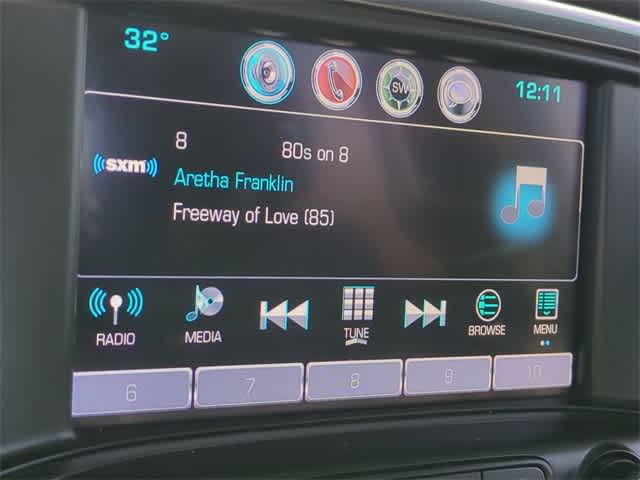 32°
SW
12:11
8 80s on 8
sxm
Aretha Franklin
Freeway of Love (85)
RADIO
MEDIA
TUNE
BROWSE
MENU
6 7 8 9 10